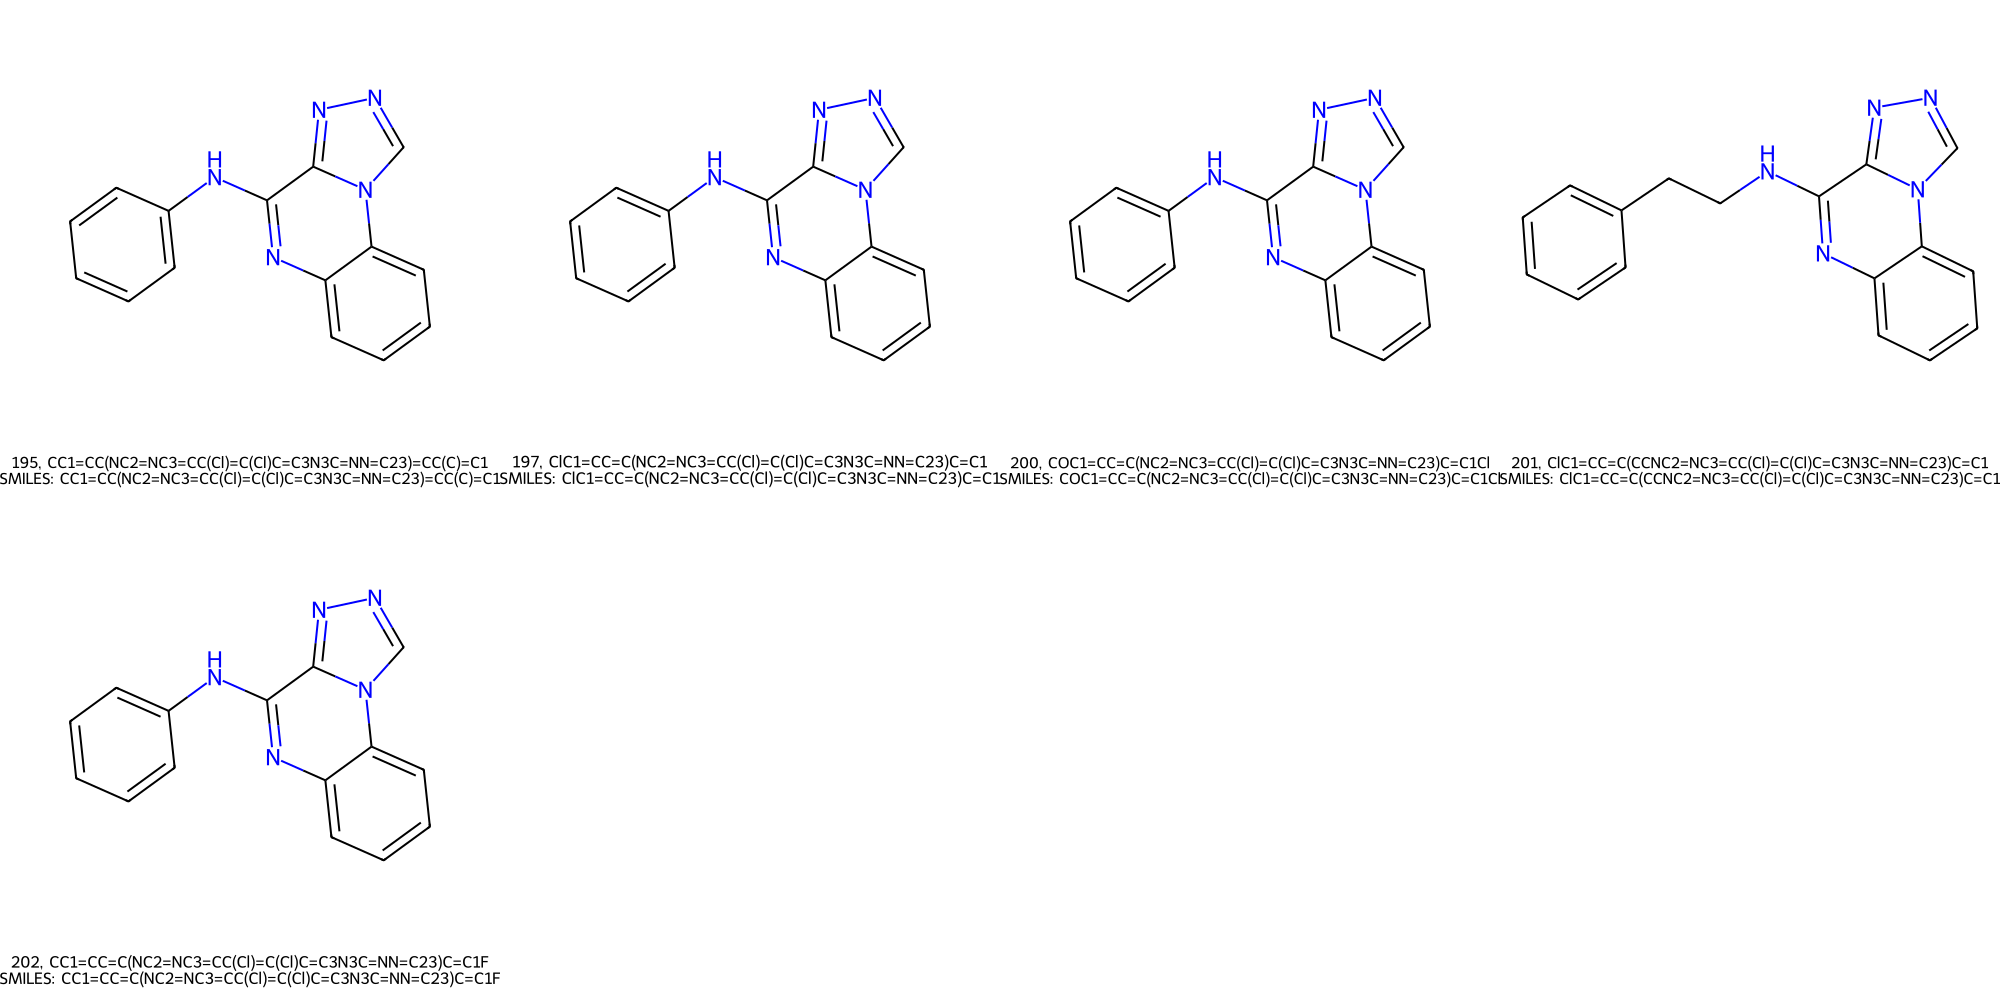 N N
N N
N N
N N
H
N
N
N
H
N
N
N
H
N
N
N
H
N
N
N
195, CC1=CC(NC2=NC3=CC(Cl)=C(Cl)C=C3N3C=NN=C23)=CC(C)=C1
SMILES: CC1=CC(NC2=NC3=CC(Cl)=C(Cl)C=C3N3C=NN=C23)=CC(C)=C1
197, ClC1=CC=C(NC2=NC3=CC(Cl)=C(Cl)C=C3N3C=NN=C23)C=C1
SMILES: ClC1=CC=C(NC2=NC3=CC(Cl)=C(Cl)C=C3N3C=NN=C23)C=C1
200, COC1=CC=C(NC2=NC3=CC(Cl)=C(Cl)C=C3N3C=NN=C23)C=C1Cl
SMILES: COC1=CC=C(NC2=NC3=CC(Cl)=C(Cl)C=C3N3C=NN=C23)C=C1Cl
201, ClC1=CC=C(CCNC2=NC3=CC(Cl)=C(Cl)C=C3N3C=NN=C23)C=C1
SMILES: ClC1=CC=C(CCNC2=NC3=CC(Cl)=C(Cl)C=C3N3C=NN=C23)C=C1
N N
H
N
N
N
202, CC1=CC=C(NC2=NC3=CC(Cl)=C(Cl)C=C3N3C=NN=C23)C=C1F
SMILES: CC1=CC=C(NC2=NC3=CC(Cl)=C(Cl)C=C3N3C=NN=C23)C=C1F